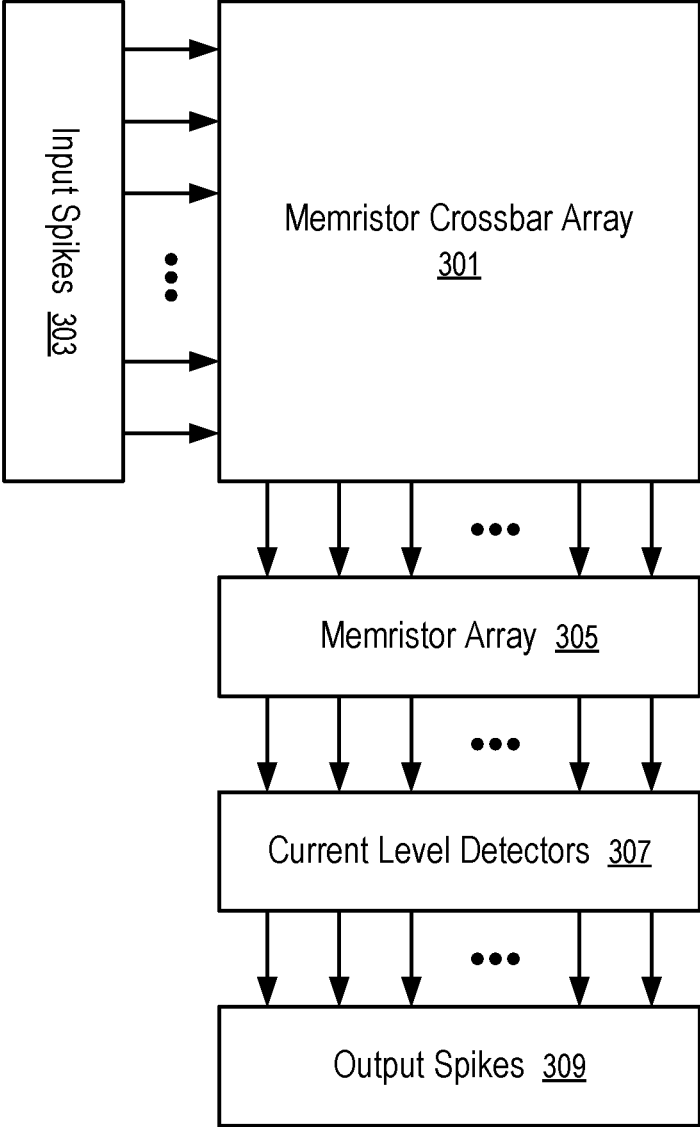 Input Spikes 303
Memristor Crossbar Array
301
Memristor Array 305
Current Level Detectors 307
Output Spikes 309